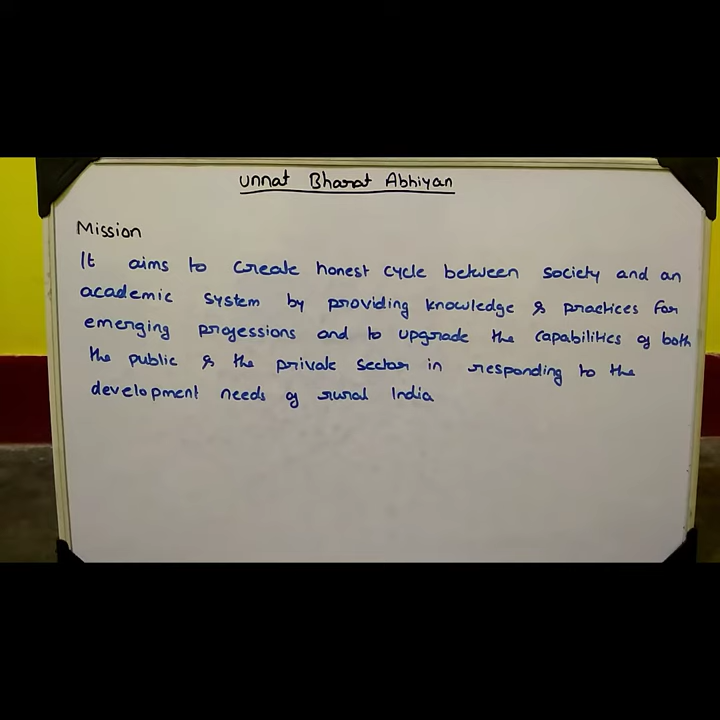 Unnat Bharat Abhiyan
Mission
It aims to create honest cycle between society and an
academic system by providing knowledge & practices for
emerging professions and to upgrade the capabilities of both
the public & the private sector in responding to the
development needs of rural India